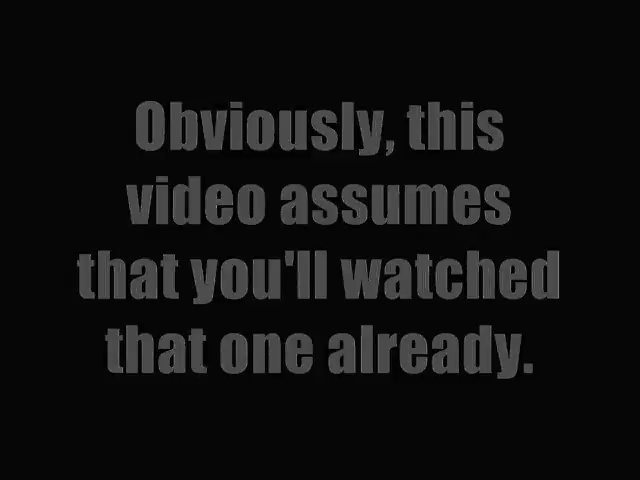 Obviously, this
video assumes
that you'll watched
that one already.